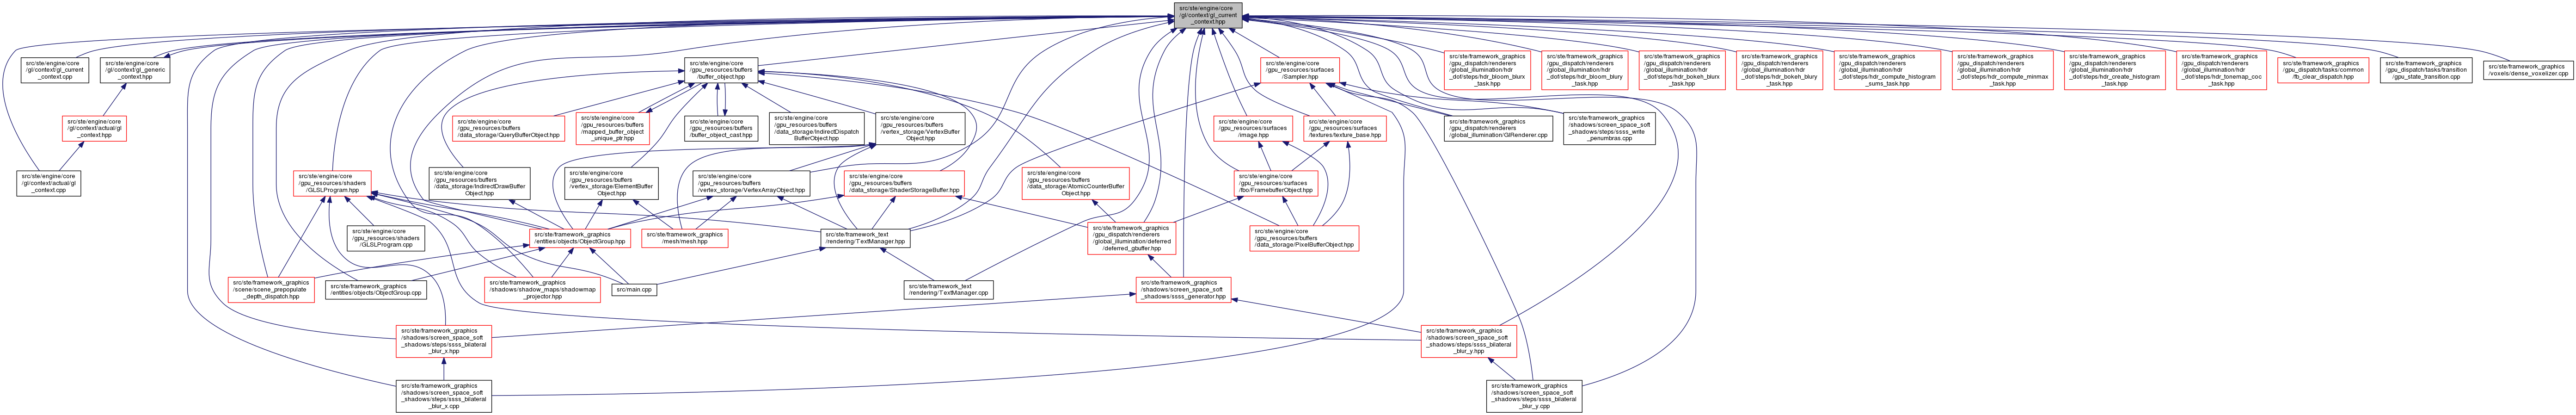 src/ste/engine/core
/gl/context/gl_current
_context.hpp
src/ste/engine/core
/gl/context/gl_current
_context.cpp
src/ste/engine/core
/gl/context/gl_generic
_context.hpp
src/ste/engine/core
/gpu_resources/buffers
/buffer_object.hpp
src/ste/engine/core
/gpu_resources/surfaces
/Sampler.hpp
src/ste/framework_graphics
/gpu_dispatch/renderers
/global_illumination/hdr
_dof/steps/hdr_bloom_blurx
_task.hpp
src/ste/framework_graphics
/gpu_dispatch/renderers
/global_illumination/hdr
_dof/steps/hdr_bloom_blury
_task.hpp
src/ste/framework_graphics
/gpu_dispatch/renderers
/global_illumination/hdr
_dof/steps/hdr_bokeh_blurx
_task.hpp
src/ste/framework_graphics
/gpu_dispatch/renderers
/global_illumination/hdr
_dof/steps/hdr_bokeh_blury
_task.hpp
src/ste/framework_graphics
/gpu_dispatch/renderers
/global_illumination/hdr
_dof/steps/hdr_compute_histogram
_sums_task.hpp
src/ste/framework_graphics
/gpu_dispatch/renderers
/global_illumination/hdr
_dof/steps/hdr_compute_minmax
_task.hpp
src/ste/framework_graphics
/gpu_dispatch/renderers
/global_illumination/hdr
_dof/steps/hdr_create_histogram
_task.hpp
src/ste/framework_graphics
/gpu_dispatch/renderers
/global_illumination/hdr
_dof/steps/hdr_tonemap_coc
_task.hpp
src/ste/framework_graphics
/gpu_dispatch/tasks/common
/fb_clear_dispatch.hpp
src/ste/framework_graphics
/gpu_dispatch/tasks/transition
/gpu_state_transition.cpp
src/ste/framework_graphics
/voxels/dense_voxelizer.cpp
src/ste/engine/core
/gl/context/actual/gl
_context.hpp
src/ste/engine/core
/gpu_resources/buffers
/data_storage/QueryBufferObject.hpp
src/ste/engine/core
/gpu_resources/buffers
/mapped_buffer_object
_unique_ptr.hpp
src/ste/engine/core
/gpu_resources/buffers
/buffer_object_cast.hpp
src/ste/engine/core
/gpu_resources/buffers
/data_storage/IndirectDispatch
BufferObject.hpp
src/ste/engine/core
/gpu_resources/buffers
/vertex_storage/VertexBuffer
Object.hpp
src/ste/engine/core
/gpu_resources/surfaces
/image.hpp
src/ste/engine/core
/gpu_resources/surfaces
/textures/texture_base.hpp
src/ste/framework_graphics
/gpu_dispatch/renderers
/global_illumination/GIRenderer.cpp
src/ste/framework_graphics
/shadows/screen_space_soft
_shadows/steps/ssss_write
_penumbras.cpp
src/ste/engine/core
/gl/context/actual/gl
_context.cpp
src/ste/engine/core
/gpu_resources/shaders
/GLSLProgram.hpp
src/ste/engine/core
/gpu_resources/buffers
/data_storage/IndirectDrawBuffer
Object.hpp
src/ste/engine/core
/gpu_resources/buffers
/vertex_storage/ElementBuffer
Object.hpp
src/ste/engine/core
/gpu_resources/buffers
/vertex_storage/VertexArrayObject.hpp
src/ste/engine/core
/gpu_resources/buffers
/data_storage/ShaderStorageBuffer.hpp
src/ste/engine/core
/gpu_resources/buffers
/data_storage/AtomicCounterBuffer
Object.hpp
src/ste/engine/core
/gpu_resources/surfaces
/fbo/FramebufferObject.hpp
src/ste/engine/core
/gpu_resources/shaders
/GLSLProgram.cpp
src/ste/framework_graphics
/entities/objects/ObjectGroup.hpp
src/ste/framework_graphics
/mesh/mesh.hpp
src/ste/framework_text
/rendering/TextManager.hpp
src/ste/framework_graphics
/gpu_dispatch/renderers
/global_illumination/deferred
/deferred_gbuffer.hpp
src/ste/engine/core
/gpu_resources/buffers
/data_storage/PixelBufferObject.hpp
src/ste/framework_graphics
/scene/scene_prepopulate
_depth_dispatch.hpp
src/ste/framework_graphics
/entities/objects/ObjectGroup.cpp
src/ste/framework_graphics
/shadows/shadow_maps/shadowmap
_projector.hpp
src/main.cpp
src/ste/framework_text
/rendering/TextManager.cpp
src/ste/framework_graphics
/shadows/screen_space_soft
_shadows/ssss_generator.hpp
src/ste/framework_graphics
/shadows/screen_space_soft
_shadows/steps/ssss_bilateral
_blur_x.hpp
src/ste/framework_graphics
/shadows/screen_space_soft
_shadows/steps/ssss_bilateral
_blur_y.hpp
src/ste/framework_graphics
/shadows/screen_space_soft
_shadows/steps/ssss_bilateral
_blur_x.cpp
src/ste/framework_graphics
/shadows/screen_space_soft
_shadows/steps/ssss_bilateral
_blur_y.cpp